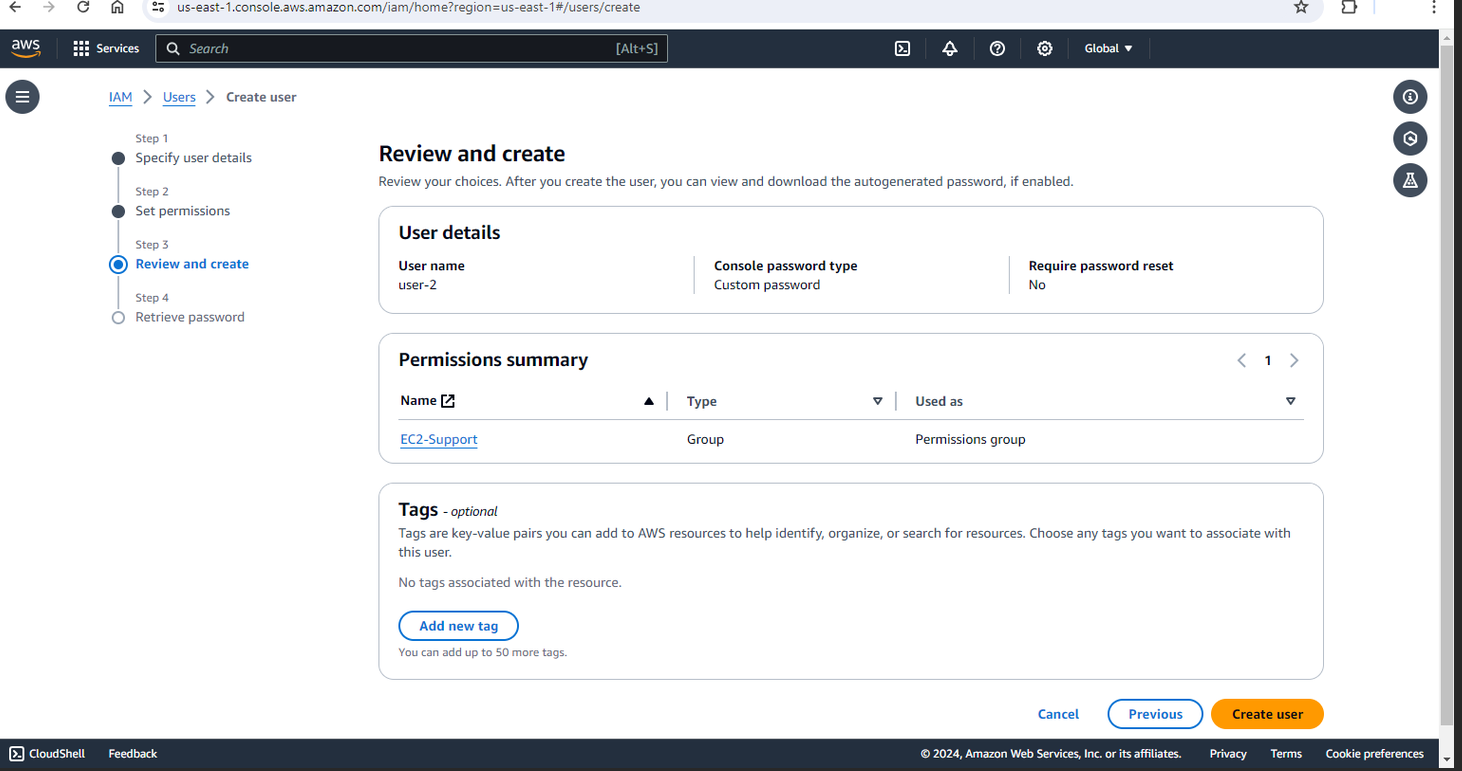 us-east-1.console.aws.amazon.com/iam/home?region=us-east-1#/users/create
aws Services Search [Alt+S] Global
IAM Users Create user
Step 1
Specify user details
Step 2
Set permissions
Step 3
Review and create
Step 4
Retrieve password
Review and create
Review your choices. After you create the user, you can view and download the autogenerated password, if enabled.
User details
User name Console password type Require password reset
user-2 Custom password No
Permissions summary 1
Name Type Used as
EC2-Support Group Permissions group
Tags - optional
Tags are key-value pairs you can add to AWS resources to help identify, organize, or search for resources. Choose any tags you want to associate with
this user.
No tags associated with the resource.
Add new tag
You can add up to 50 more tags.
Cancel Previous Create user
CloudShell Feedback © 2024, Amazon Web Services, Inc. or its affiliates. Privacy Terms Cookie preferences